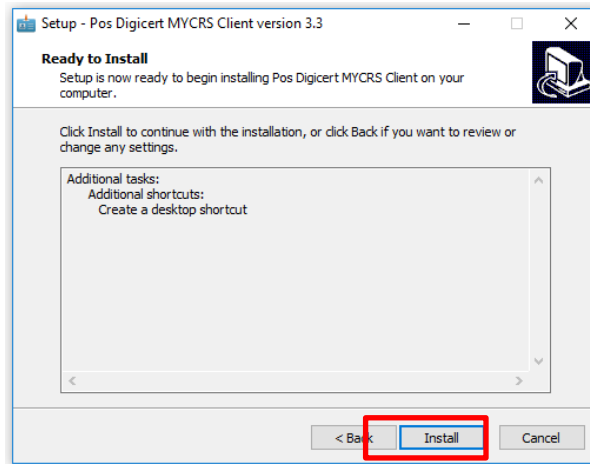 Setup - Pos Digicert MYCRS Client version 3.3
Ready to Install
Setup is now ready to begin installing Pos Digicert MYCRS Client on your
computer.
Click Install to continue with the installation, or click Back if you want to review or
change any settings.
Additional tasks:
Additional shortcuts:
Create a desktop shortcut
< Back Install Cancel